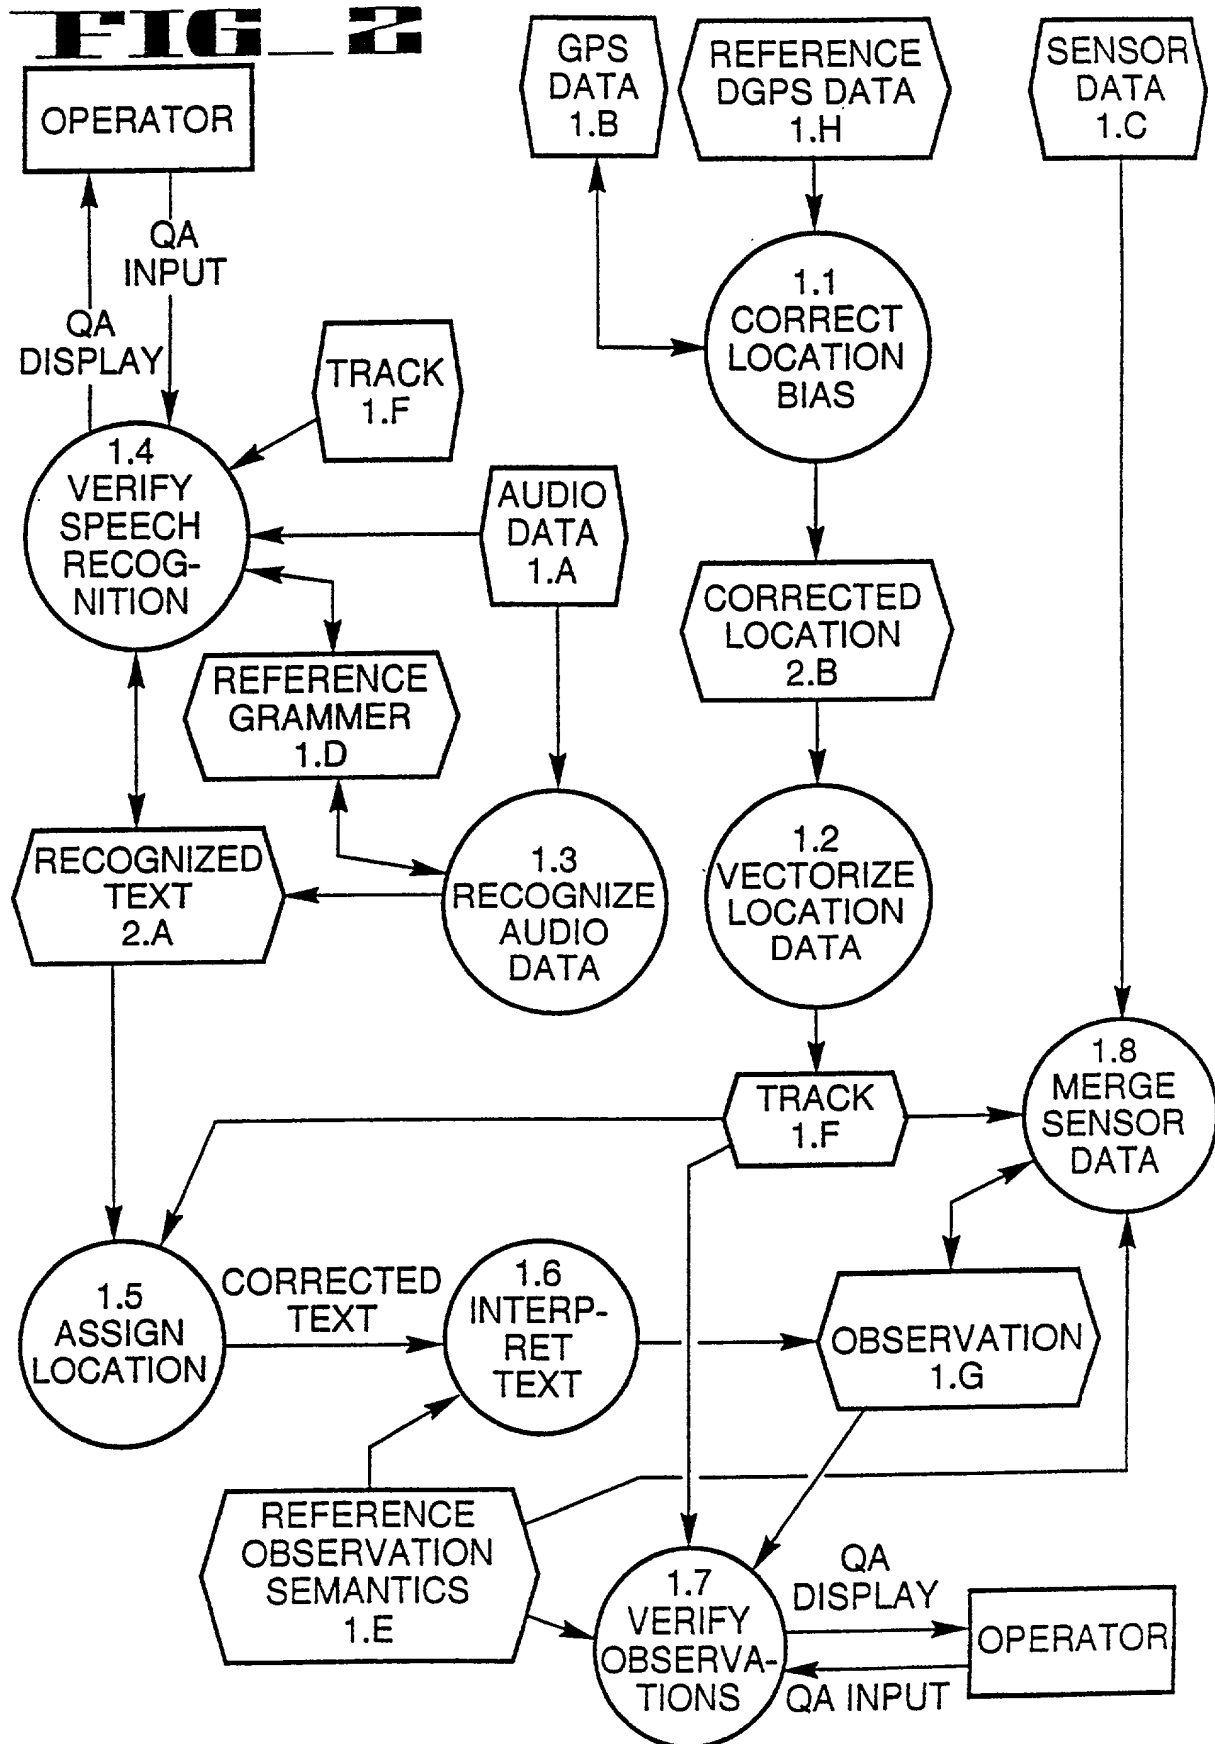 FIG_2
OPERATOR
GPS
DATA
1.B
REFERENCE
DGPS DATA
1.H
SENSOR
DATA
1.C
QA
INPUT
QA
DISPLAY
TRACK
1.F
1.1
CORRECT
LOCATION
BIAS
1.4
VERIFY
SPEECH
RECOG-
NITION
AUDIO
DATA
1.A
CORRECTED
LOCATION
2.B
REFERENCE
GRAMMER
1.D
RECOGNIZED
TEXT
2.A
1.3
RECOGNIZE
AUDIO
DATA
1.2
VECTORIZE
LOCATION
DATA
TRACK
1.F
1.8
MERGE
SENSOR
DATA
1.5
ASSIGN
LOCATION
CORRECTED
TEXT
1.6
INTERP-
RET
TEXT
OBSERVATION
1.G
REFERENCE
OBSERVATION
SEMANTICS
1.E
1.7
VERIFY
OBSERVA-
TIONS
QA
DISPLAY
OPERATOR
QA INPUT